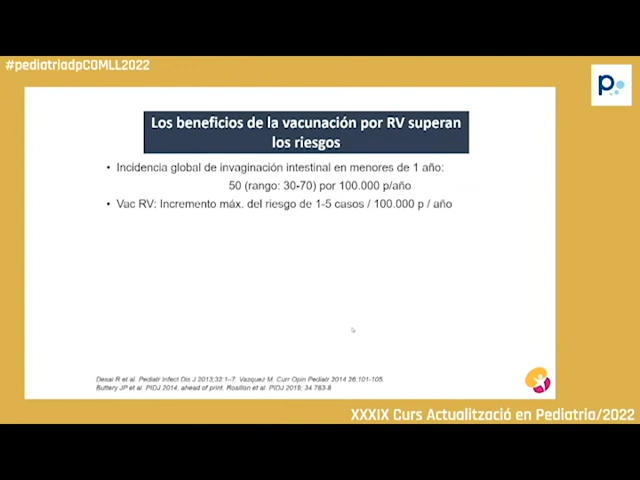 #pediatriadpCOMLL2022
p
Los beneficios de la vacunación por RV superan
los riesgos
• Incidencia global de invaginación intestinal en menores de 1 año:
50 (rango: 30-70) por 100.000 p/año
• Vac RV: Incremento máx. del riesgo de 1-5 casos / 100.000 p / año
Desai R et al. Pediatr Infect Dis J 2013;32:1–7. Vazquez M. Curr Opin Pediatr 2014 26:101-105.
Buttery JP et al. PIDJ 2014, ahead of print. Rosillon et al. PIDJ 2015; 34 763-8
XXXIX Curs Actualització en Pediatria/2022